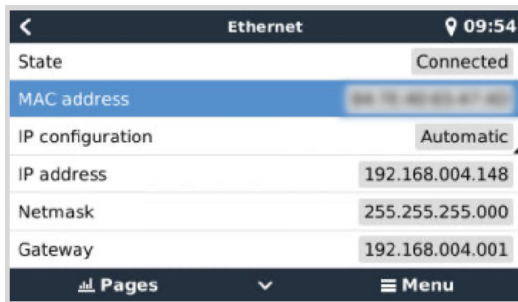 Ethernet 09:54
State Connected
MAC address
IP configuration Automatic
IP address 192.168.004.148
Netmask 255.255.255.000
Gateway 192.168.004.001
Pages Menu